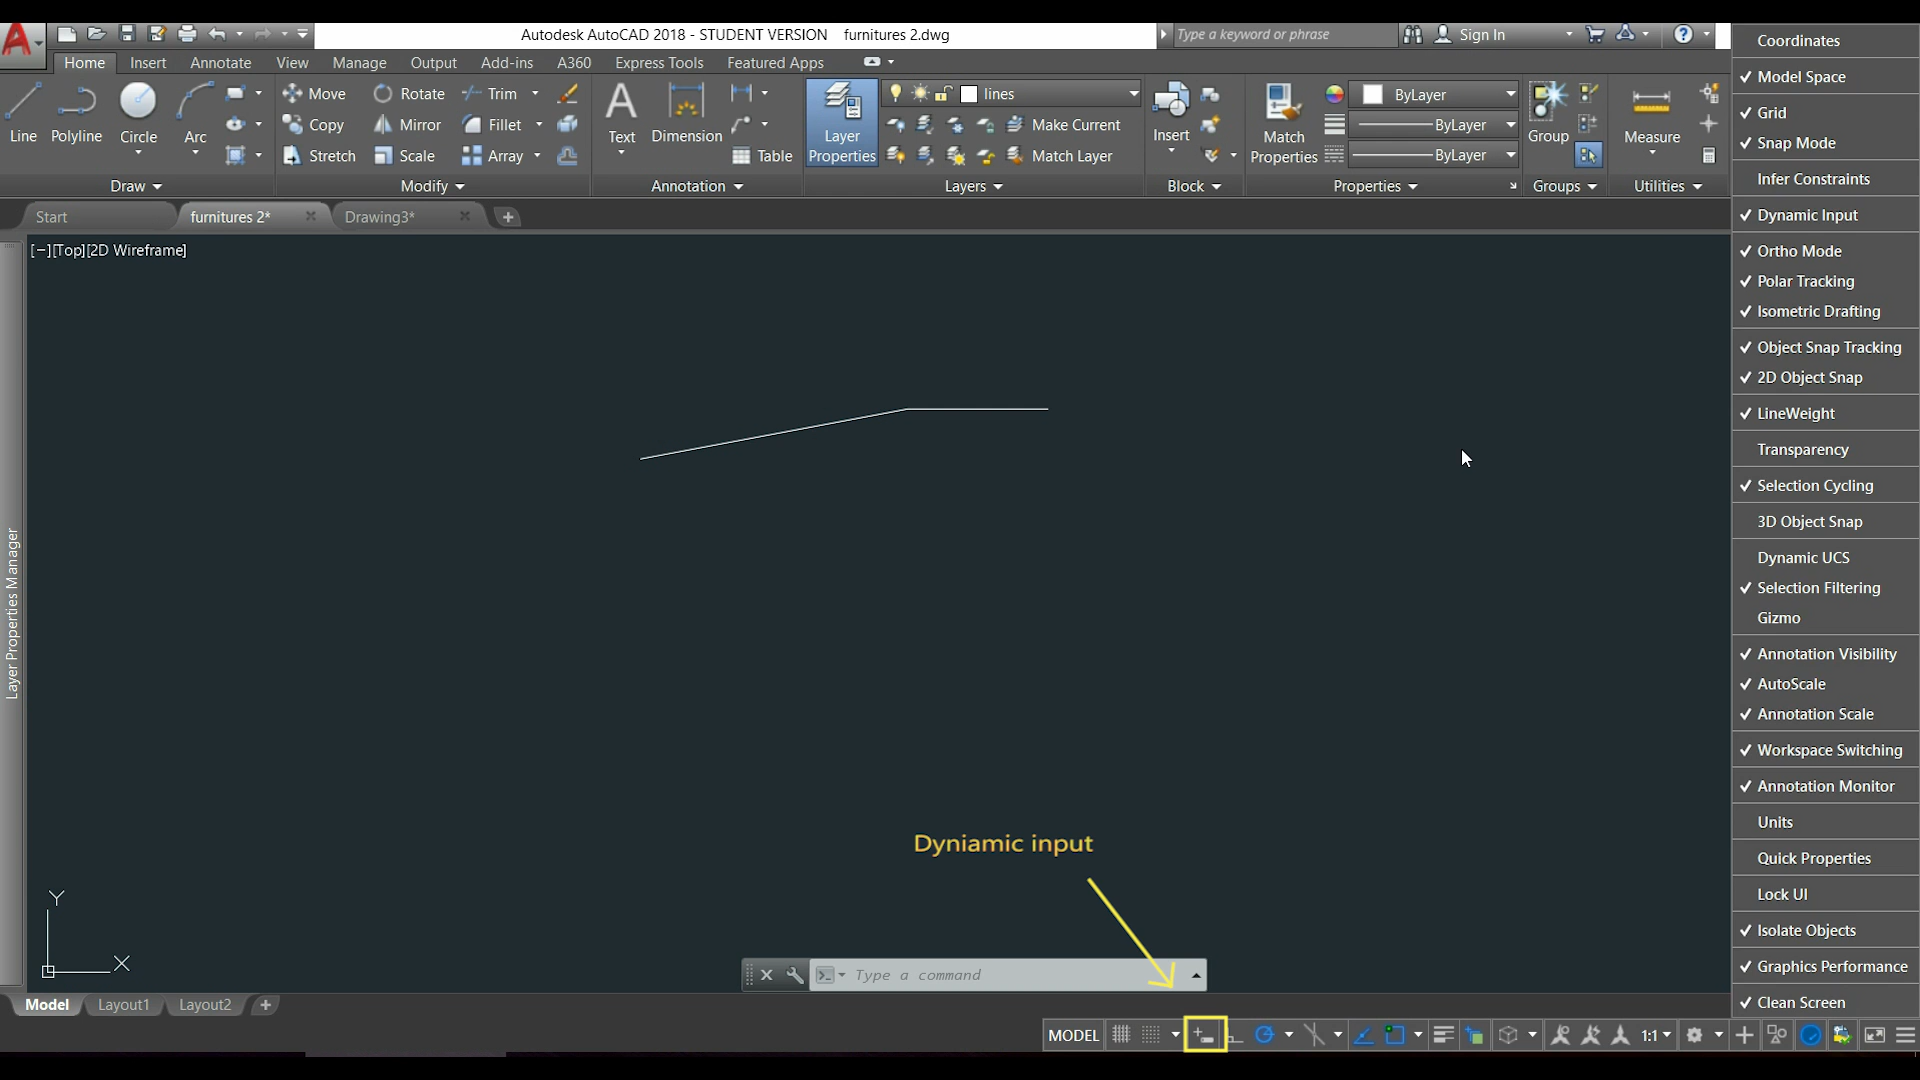 Autodesk AutoCAD 2018 - STUDENT VERSION furnitures 2.dwg
Type a keyword or phrase
Sign In
Home Insert Annotate View Manage Output Add-ins A360 Express Tools Featured Apps
Line Polyline Circle Arc
Move Rotate Trim
Copy Mirror Fillet
Stretch Scale Array
Text Dimension Table
Layer Properties
lines
Make Current
Match Layer
Insert
Match Properties
ByLayer
ByLayer
ByLayer
Group
Measure
Draw Modify Annotation Layers Block Properties Groups Utilities
Start furnitures 2* Drawing3*
[−][Top][2D Wireframe]
Layer Properties Manager
Dyniamic input
Y
X
Type a command
Model Layout1 Layout2
MODEL 1:1
Coordinates
Model Space
Grid
Snap Mode
Infer Constraints
Dynamic Input
Ortho Mode
Polar Tracking
Isometric Drafting
Object Snap Tracking
2D Object Snap
LineWeight
Transparency
Selection Cycling
3D Object Snap
Dynamic UCS
Selection Filtering
Gizmo
Annotation Visibility
AutoScale
Annotation Scale
Workspace Switching
Annotation Monitor
Units
Quick Properties
Lock UI
Isolate Objects
Graphics Performance
Clean Screen